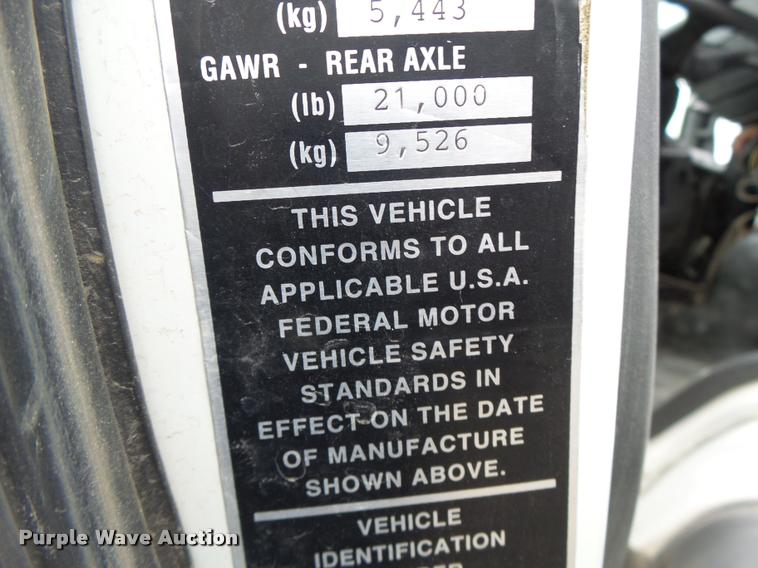 (kg) 5,443
GAWR - REAR AXLE
(lb) 21,000
(kg) 9,526
THIS VEHICLE
CONFORMS TO ALL
APPLICABLE U.S.A.
FEDERAL MOTOR
VEHICLE SAFETY
STANDARDS IN
EFFECT ON THE DATE
OF MANUFACTURE
SHOWN ABOVE.
VEHICLE
IDENTIFICATION
Purple Wave Auction